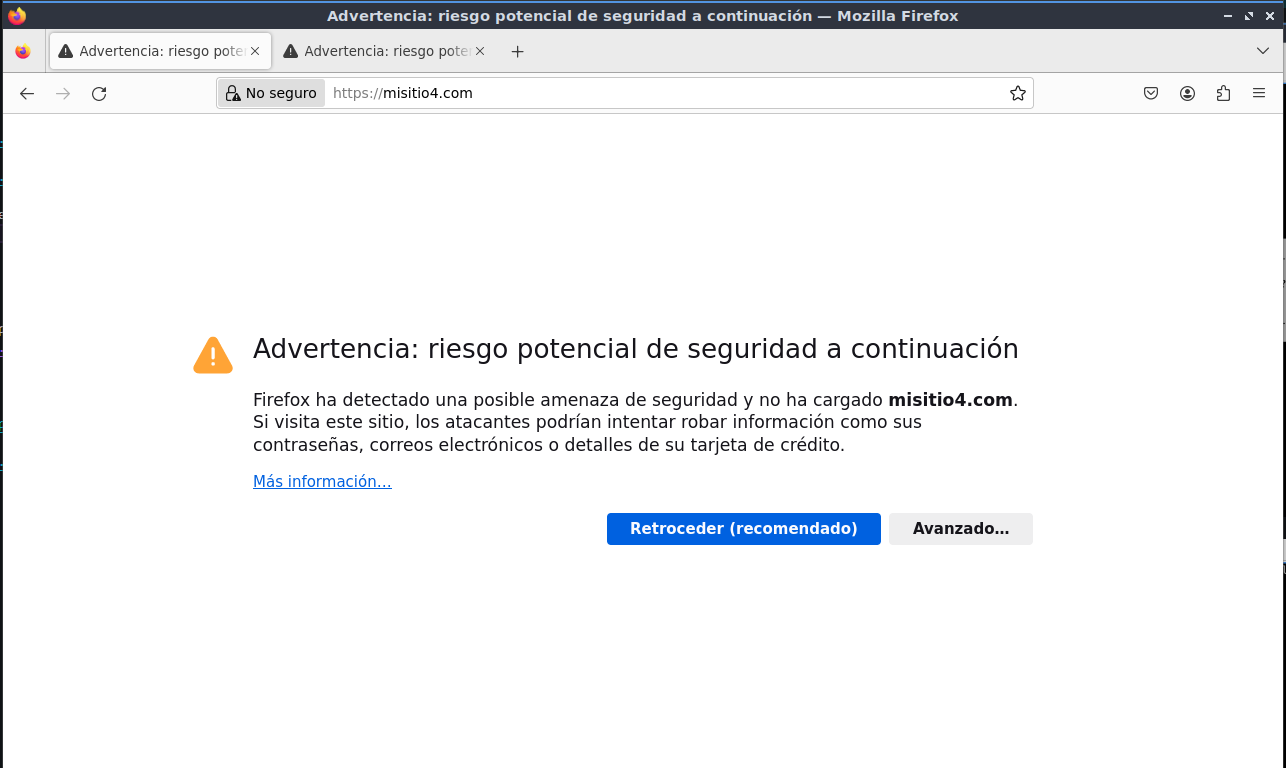 Advertencia: riesgo potencial de seguridad a continuación — Mozilla Firefox
Advertencia: riesgo pote
Advertencia: riesgo pote
No seguro
https://misitio4.com
Advertencia: riesgo potencial de seguridad a continuación
Firefox ha detectado una posible amenaza de seguridad y no ha cargado misitio4.com.
Si visita este sitio, los atacantes podrían intentar robar información como sus
contraseñas, correos electrónicos o detalles de su tarjeta de crédito.
Más información…
Retroceder (recomendado)
Avanzado…